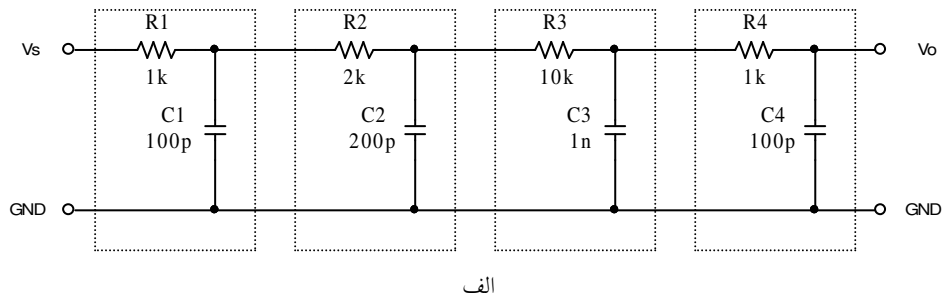 R1 R2 R3 R4
Vs Vo
1k 2k 10k 1k
C1 C2 C3 C4
100p 200p 1n 100p
GND GND
الف